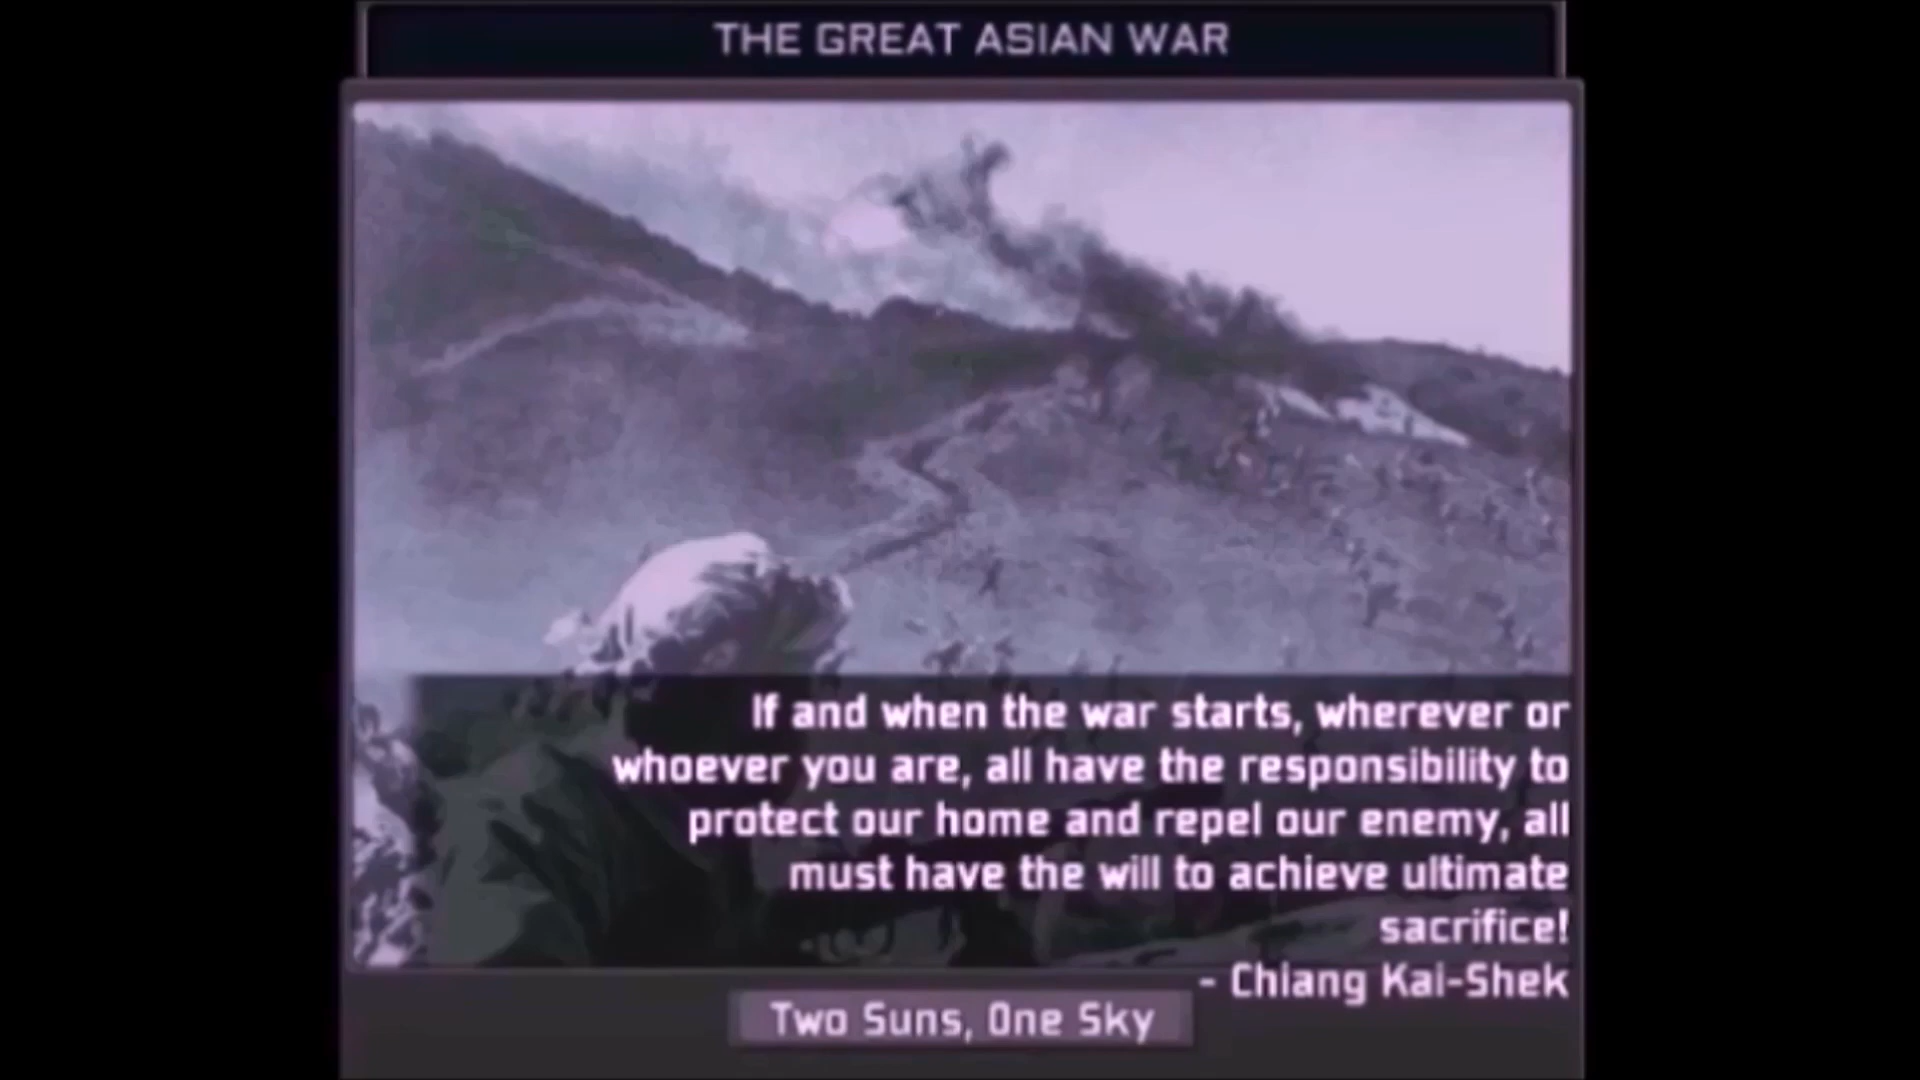 THE GREAT ASIAN WAR
If and when the war starts, wherever or
whoever you are, all have the responsibility to
protect our home and repel our enemy, all
must have the will to achieve ultimate
sacrifice!
- Chiang Kai-Shek
Two Suns, One Sky